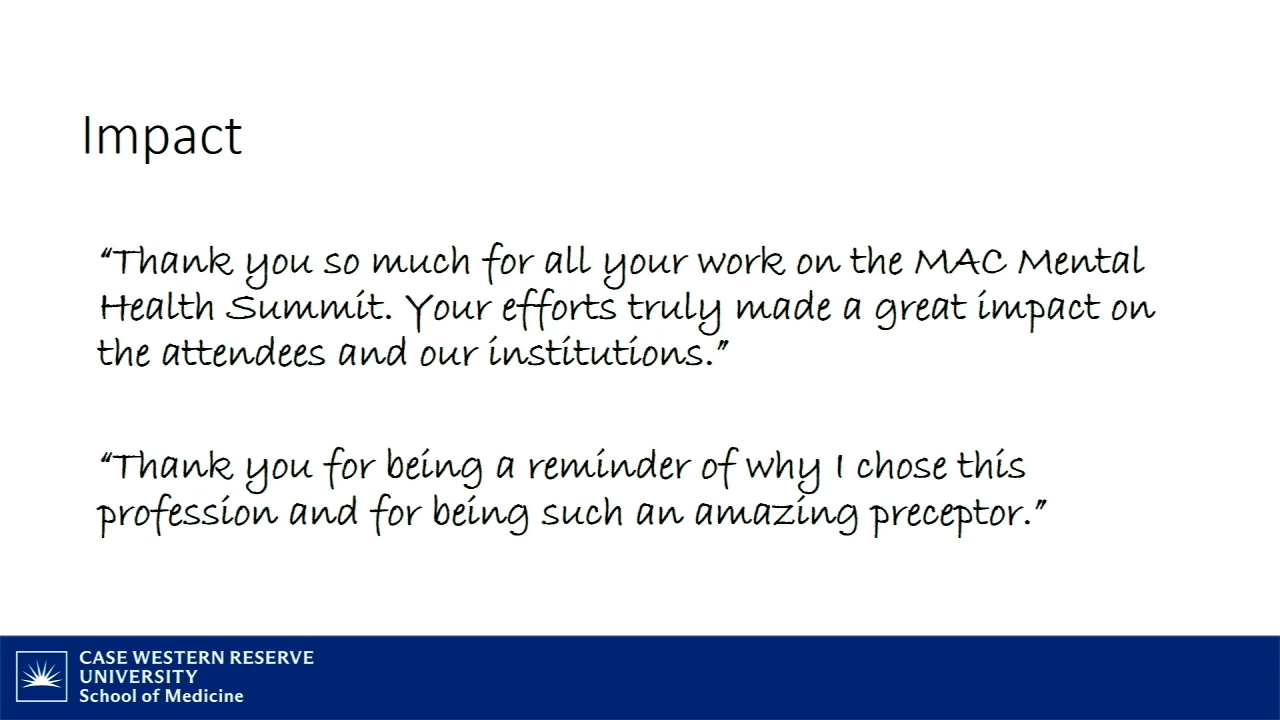 Impact
“Thank you so much for all your work on the MAC Mental
Health Summit. Your efforts truly made a great impact on
the attendees and our institutions.”
“Thank you for being a reminder of why I chose this
profession and for being such an amazing preceptor.”
CASE WESTERN RESERVE
UNIVERSITY
School of Medicine